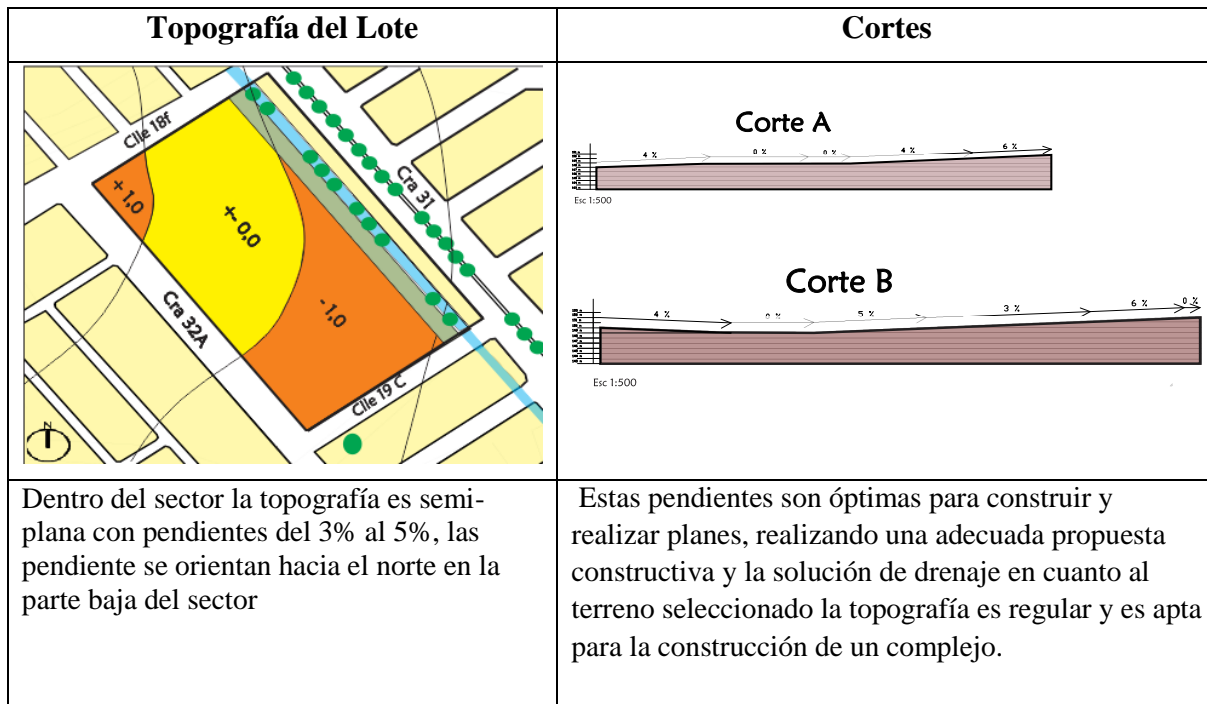 Topografía del Lote
Cortes
Clle 18f
Cra 31
+ 1,0
+- 0,0
- 1,0
Cra 32A
Clle 19 C
N
Corte A
4 % 0 % 0 % 4 % 6 %
Esc 1:500
Corte B
4 % 0 % 5 % 3 % 6 % 0 %
Esc 1:500
Dentro del sector la topografía es semi-
plana con pendientes del 3% al 5%, las
pendiente se orientan hacia el norte en la
parte baja del sector
Estas pendientes son óptimas para construir y
realizar planes, realizando una adecuada propuesta
constructiva y la solución de drenaje en cuanto al
terreno seleccionado la topografía es regular y es apta
para la construcción de un complejo.